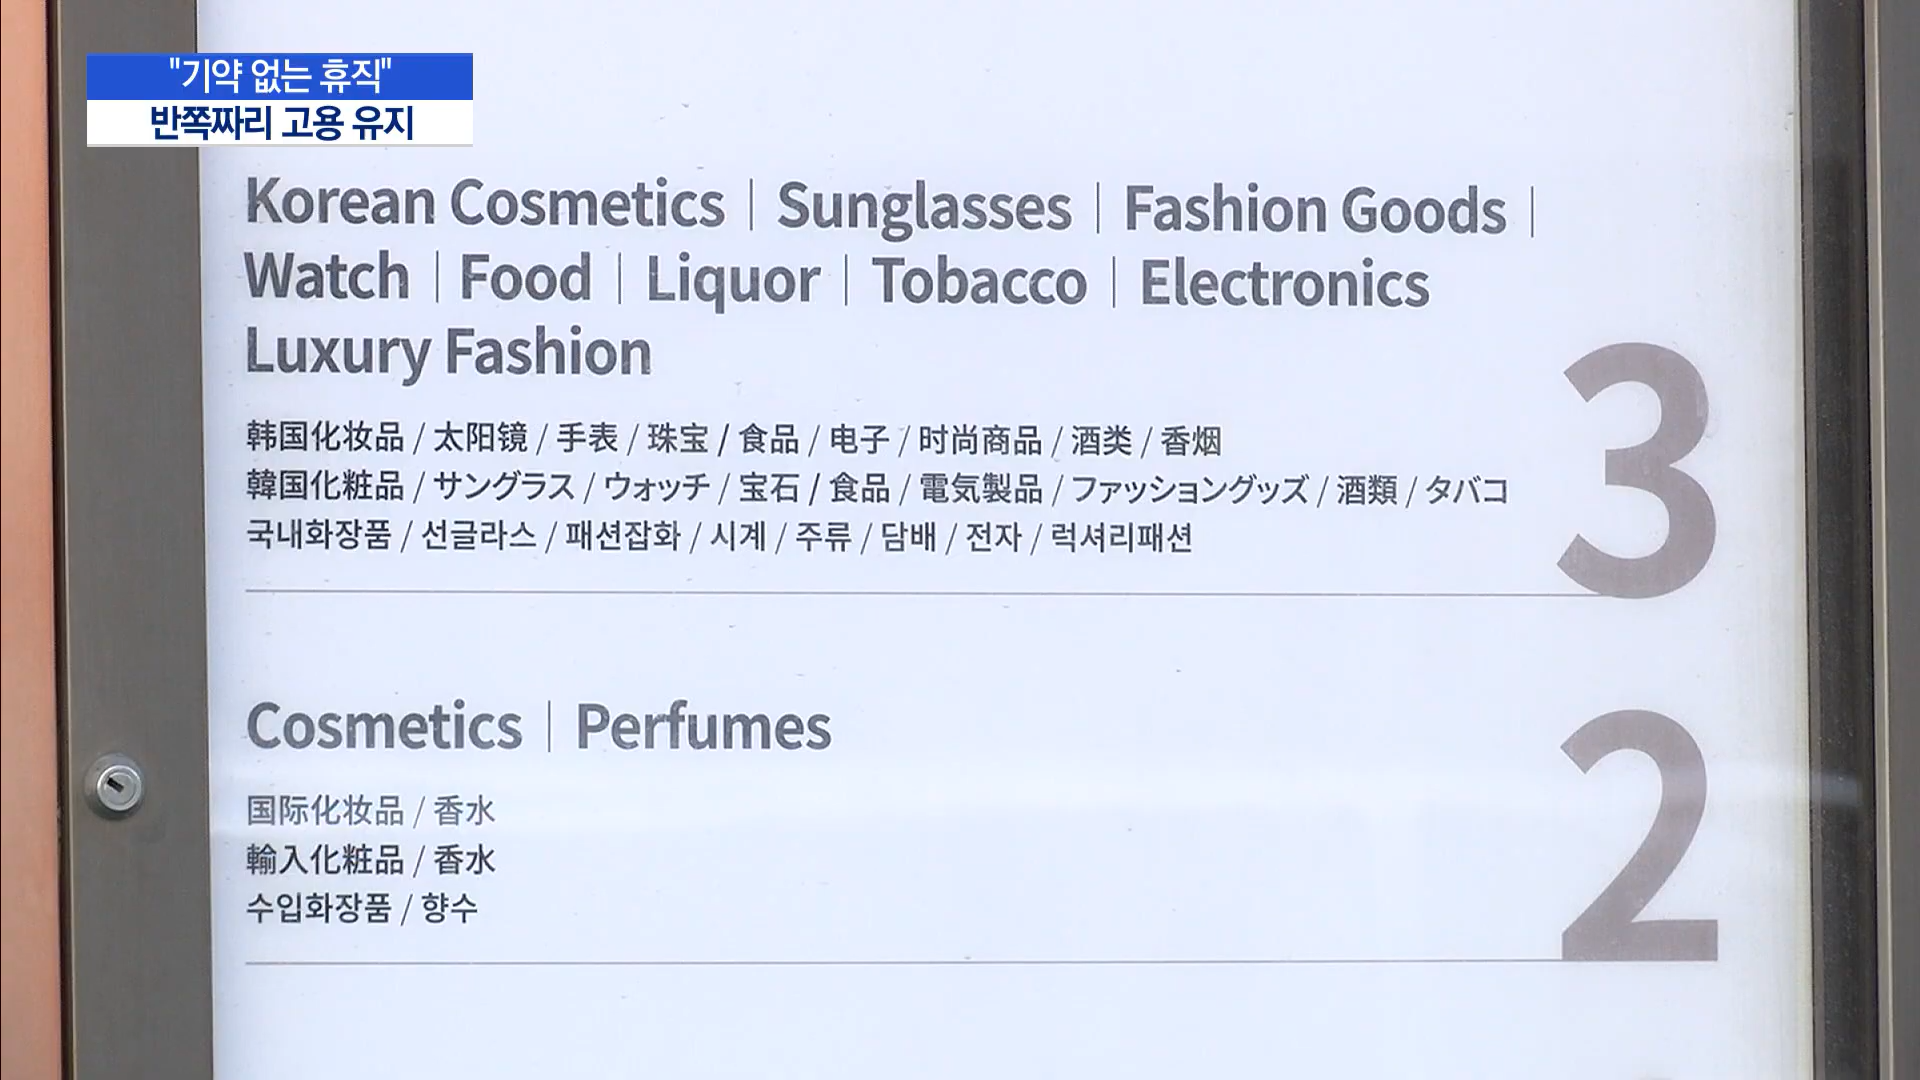 "기약 없는 휴직"
반쪽짜리 고용 유지
Korean Cosmetics | Sunglasses | Fashion Goods |
Watch | Food | Liquor | Tobacco | Electronics
Luxury Fashion
韩国化妆品 / 太阳镜 / 手表 / 珠宝 / 食品 / 电子 / 时尚商品 / 酒类 / 香烟
韓国化粧品 / サングラス / ウォッチ / 宝石 / 食品 / 電気製品 / ファッショングッズ / 酒類 / タバコ
국내화장품 / 선글라스 / 패션잡화 / 시계 / 주류 / 담배 / 전자 / 럭셔리패션
3
Cosmetics | Perfumes
国际化妆品 / 香水
輸入化粧品 / 香水
수입화장품 / 향수
2